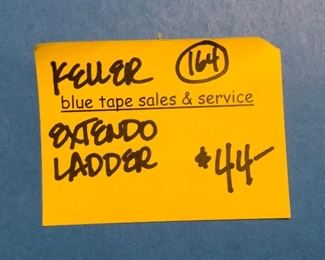 KELLER 164
blue tape sales & service
EXTENDO
LADDER $44-